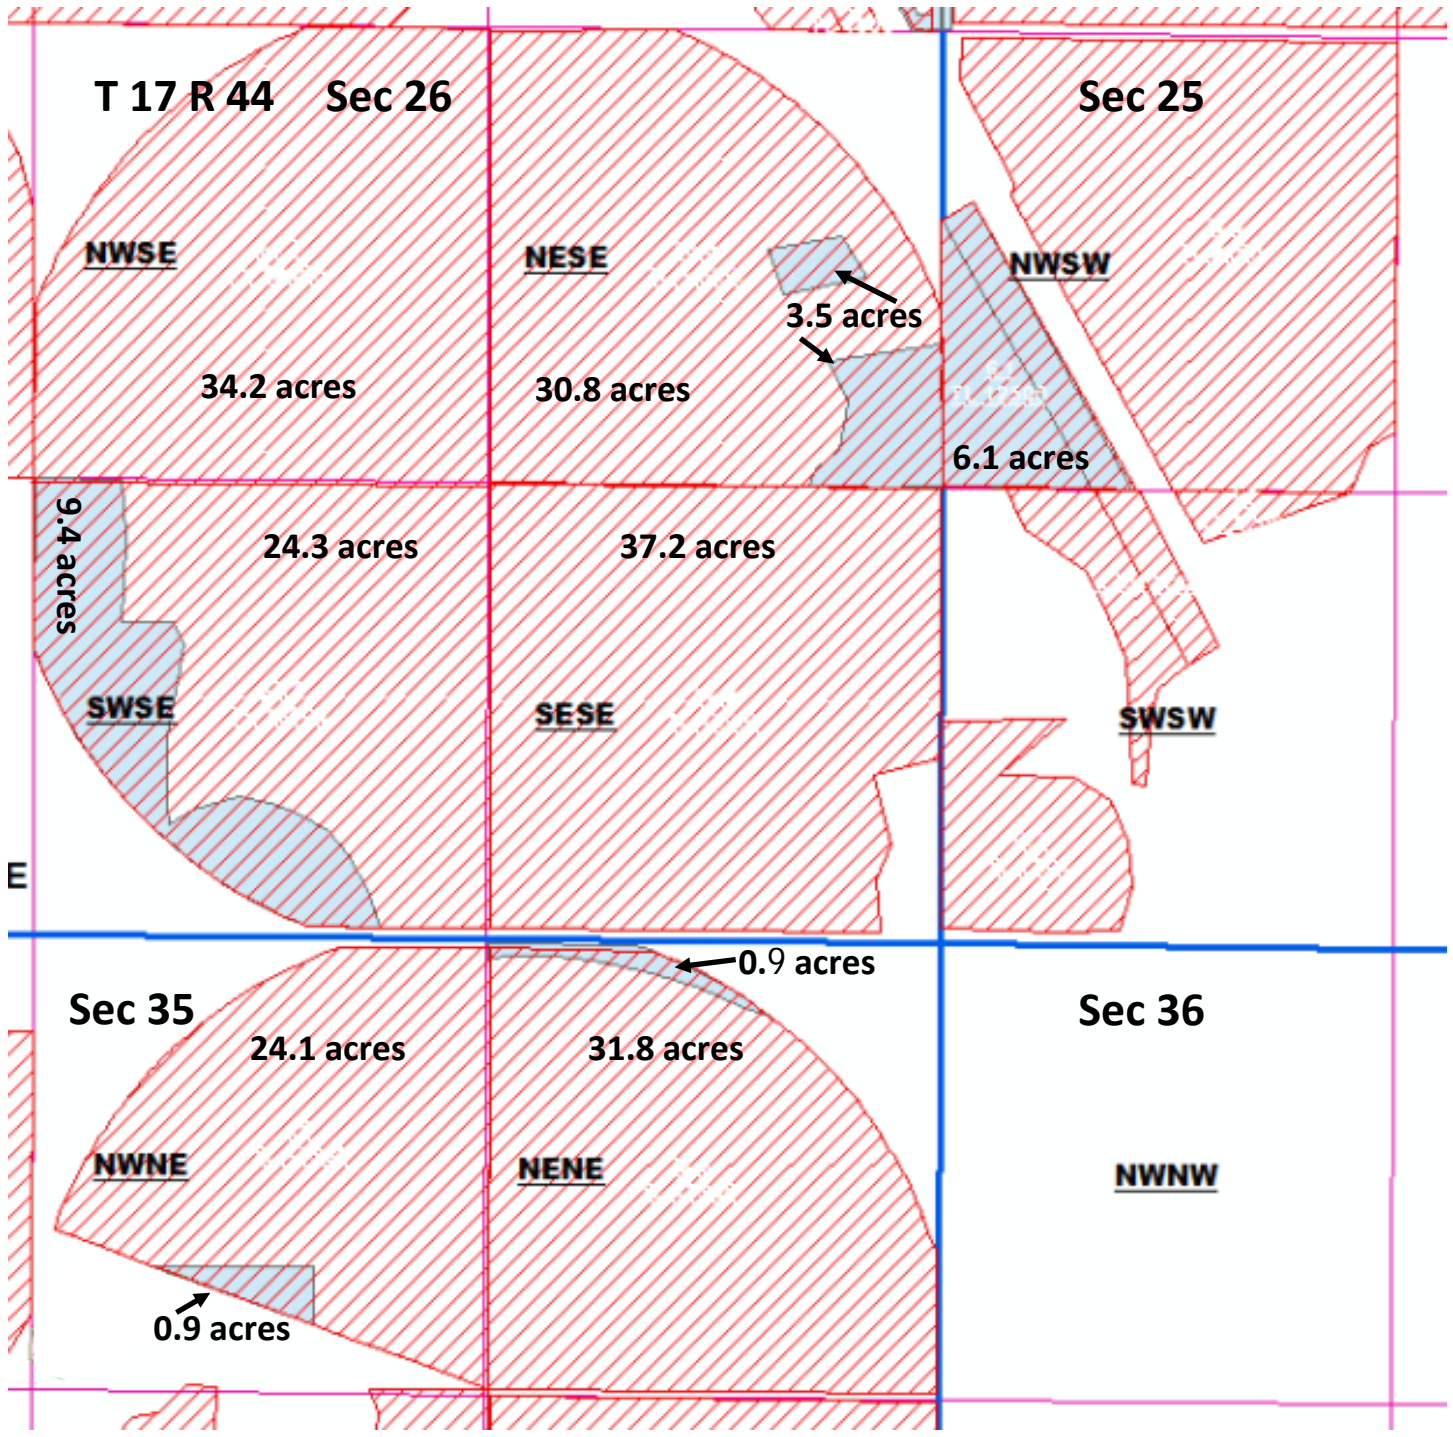 T 17 R 44 Sec 26
Sec 25
NWSE
NESE
NWSW
3.5 acres
34.2 acres
30.8 acres
6.1 acres
9.4 acres
24.3 acres
37.2 acres
SWSE
SESE
SWSW
E
0.9 acres
Sec 35
Sec 36
24.1 acres
31.8 acres
NWNE
NENE
NWNW
0.9 acres